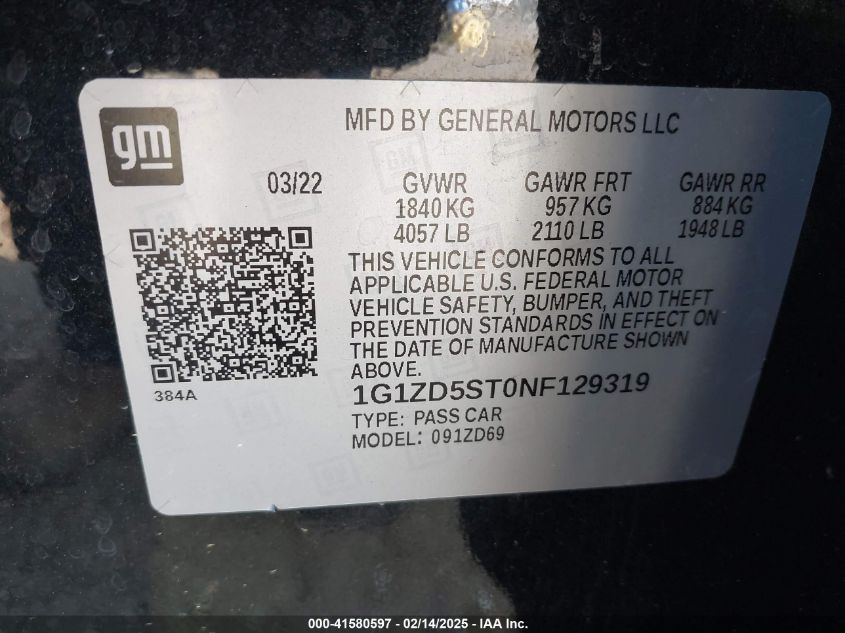 gm
MFD BY GENERAL MOTORS LLC
03/22 GVWR GAWR FRT GAWR RR
1840 KG 957 KG 884 KG
4057 LB 2110 LB 1948 LB
THIS VEHICLE CONFORMS TO ALL
APPLICABLE U.S. FEDERAL MOTOR
VEHICLE SAFETY, BUMPER, AND THEFT
PREVENTION STANDARDS IN EFFECT ON
THE DATE OF MANUFACTURE SHOWN
ABOVE.
384A
1G1ZD5ST0NF129319
TYPE: PASS CAR
MODEL: 091ZD69
000-41580597 - 02/14/2025 - IAA Inc.